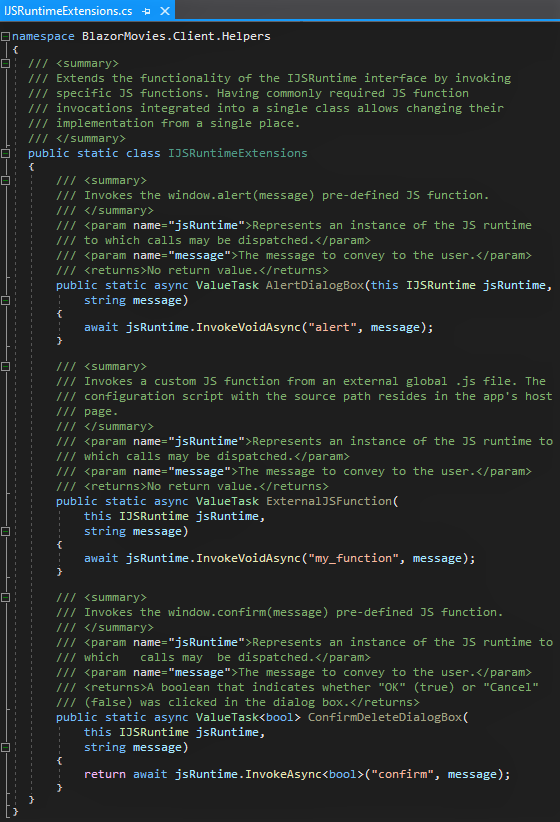 IJSRuntimeExtensions.cs
namespace BlazorMovies.Client.Helpers
{
/// <summary>
/// Extends the functionality of the IJSRuntime interface by invoking
/// specific JS functions. Having commonly required JS function
/// invocations integrated into a single class allows changing their
/// implementation from a single place.
/// </summary>
public static class IJSRuntimeExtensions
{
/// <summary>
/// Invokes the window.alert(message) pre-defined JS function.
/// </summary>
/// <param name="jsRuntime">Represents an instance of the JS runtime
/// to which calls may be dispatched.</param>
/// <param name="message">The message to convey to the user.</param>
/// <returns>No return value.</returns>
public static async ValueTask AlertDialogBox(this IJSRuntime jsRuntime,
string message)
{
await jsRuntime.InvokeVoidAsync("alert", message);
}
/// <summary>
/// Invokes a custom JS function from an external global .js file. The
/// configuration script with the source path resides in the app's host
/// page.
/// </summary>
/// <param name="jsRuntime">Represents an instance of the JS runtime to
/// which calls may be dispatched.</param>
/// <param name="message">The message to convey to the user.</param>
/// <returns>No return value.</returns>
public static async ValueTask ExternalJSFunction(
this IJSRuntime jsRuntime,
string message)
{
await jsRuntime.InvokeVoidAsync("my_function", message);
}
/// <summary>
/// Invokes the window.confirm(message) pre-defined JS function.
/// </summary>
/// <param name="jsRuntime">Represents an instance of the JS runtime to
/// which   calls may  be dispatched.</param>
/// <param name="message">The message to convey to the user.</param>
/// <returns>A boolean that indicates whether "OK" (true) or "Cancel"
/// (false) was clicked in the dialog box.</returns>
public static async ValueTask<bool> ConfirmDeleteDialogBox(
this IJSRuntime jsRuntime,
string message)
{
return await jsRuntime.InvokeAsync<bool>("confirm", message);
}
}
}